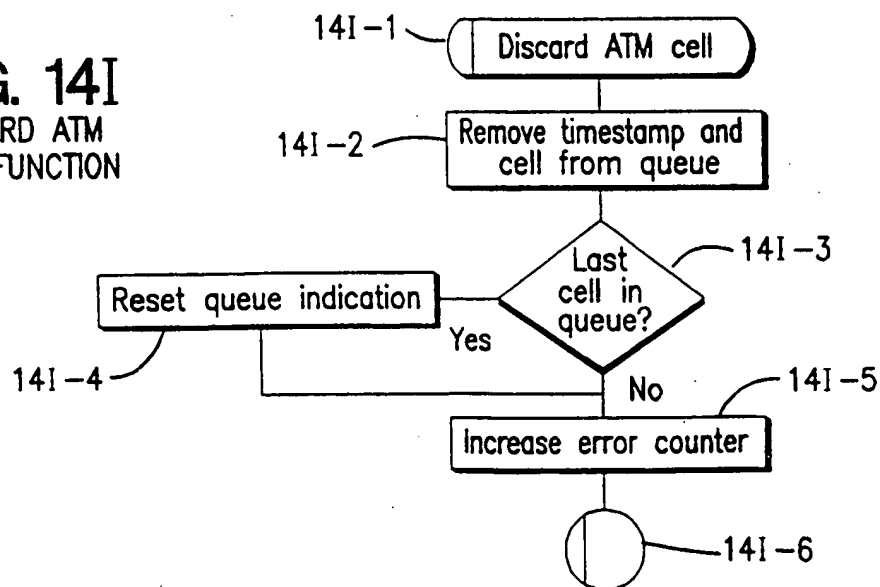 G. 14I
RD ATM
FUNCTION
14I-1
Discard ATM cell
14I-2
Remove timestamp and
cell from queue
14I-3
Last
cell in
queue?
Reset queue indication
Yes
14I-4
No
14I-5
Increase error counter
14I-6